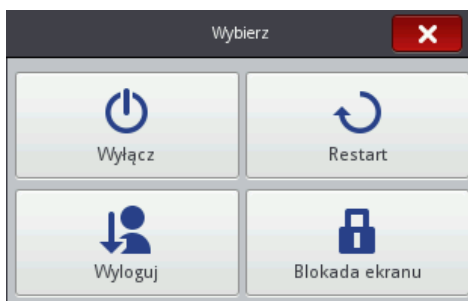 Wybierz
Wyłącz
Restart
Wyloguj
Blokada ekranu